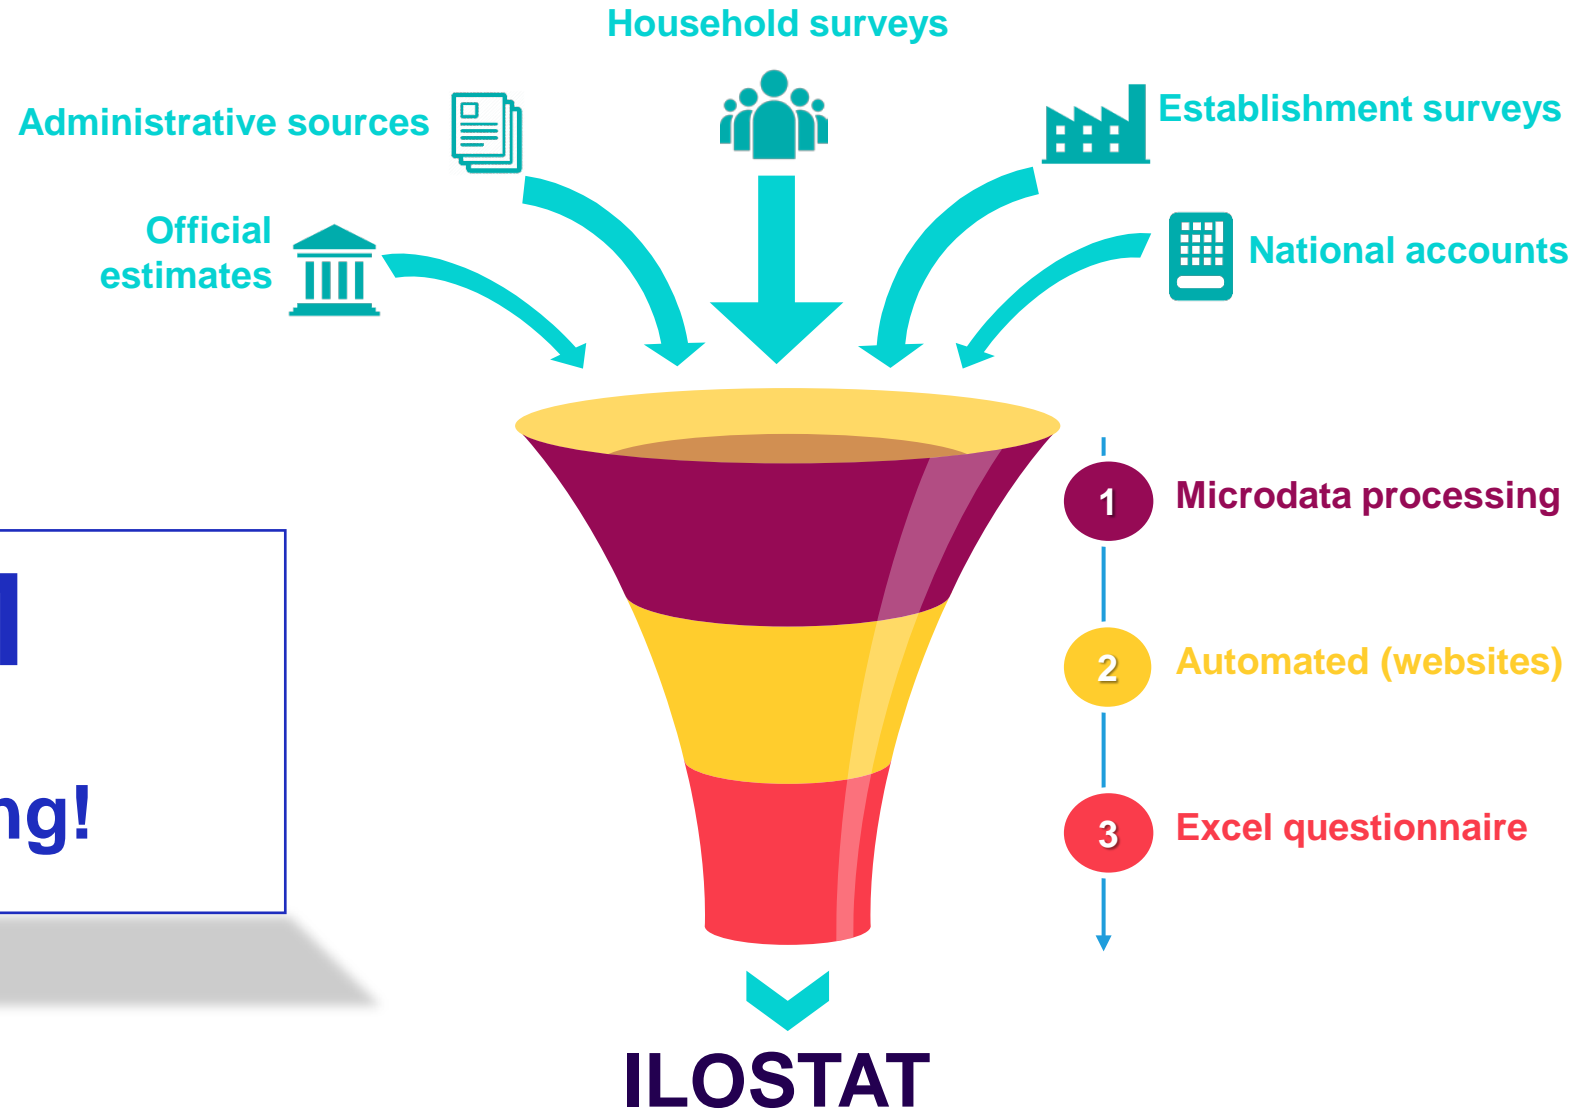 Household surveys
Administrative sources
Establishment surveys
Official
estimates
National accounts
1
Microdata processing
2
Automated (websites)
3
Excel questionnaire
ng!
ILOSTAT